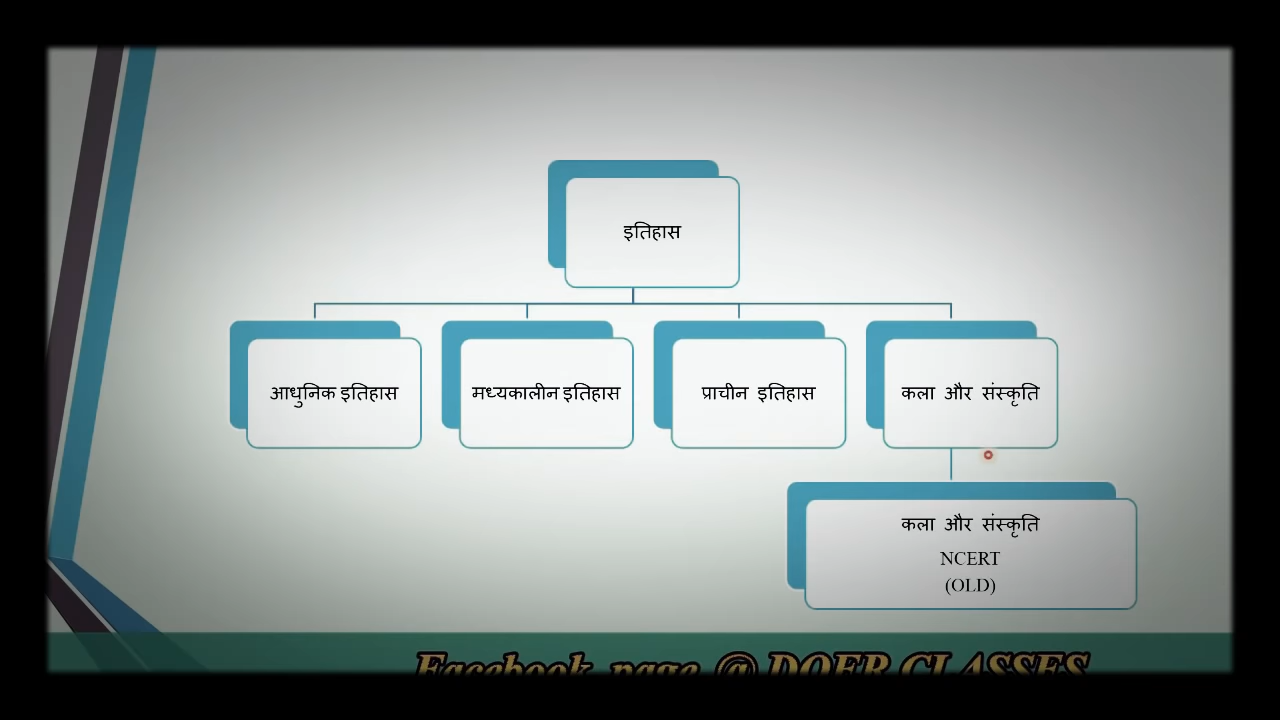 इतिहास
आधुनिक इतिहास
मध्यकालीन इतिहास
प्राचीन इतिहास
कला और संस्कृति
कला और संस्कृति
NCERT
(OLD)
Facebook page @ DOER CLASSES